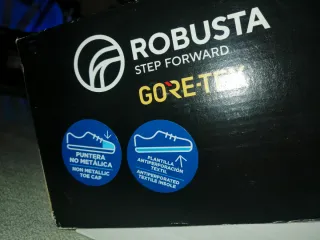 ROBUSTA
STEP FORWARD
GORE-TEX
PUNTERA
NO METÁLICA
NON METALLIC
TOE CAP
PLANTILLA
ANTIPERFORACIÓN
TEXTIL
ANTIPERFORATED
TEXTILE INSOLE